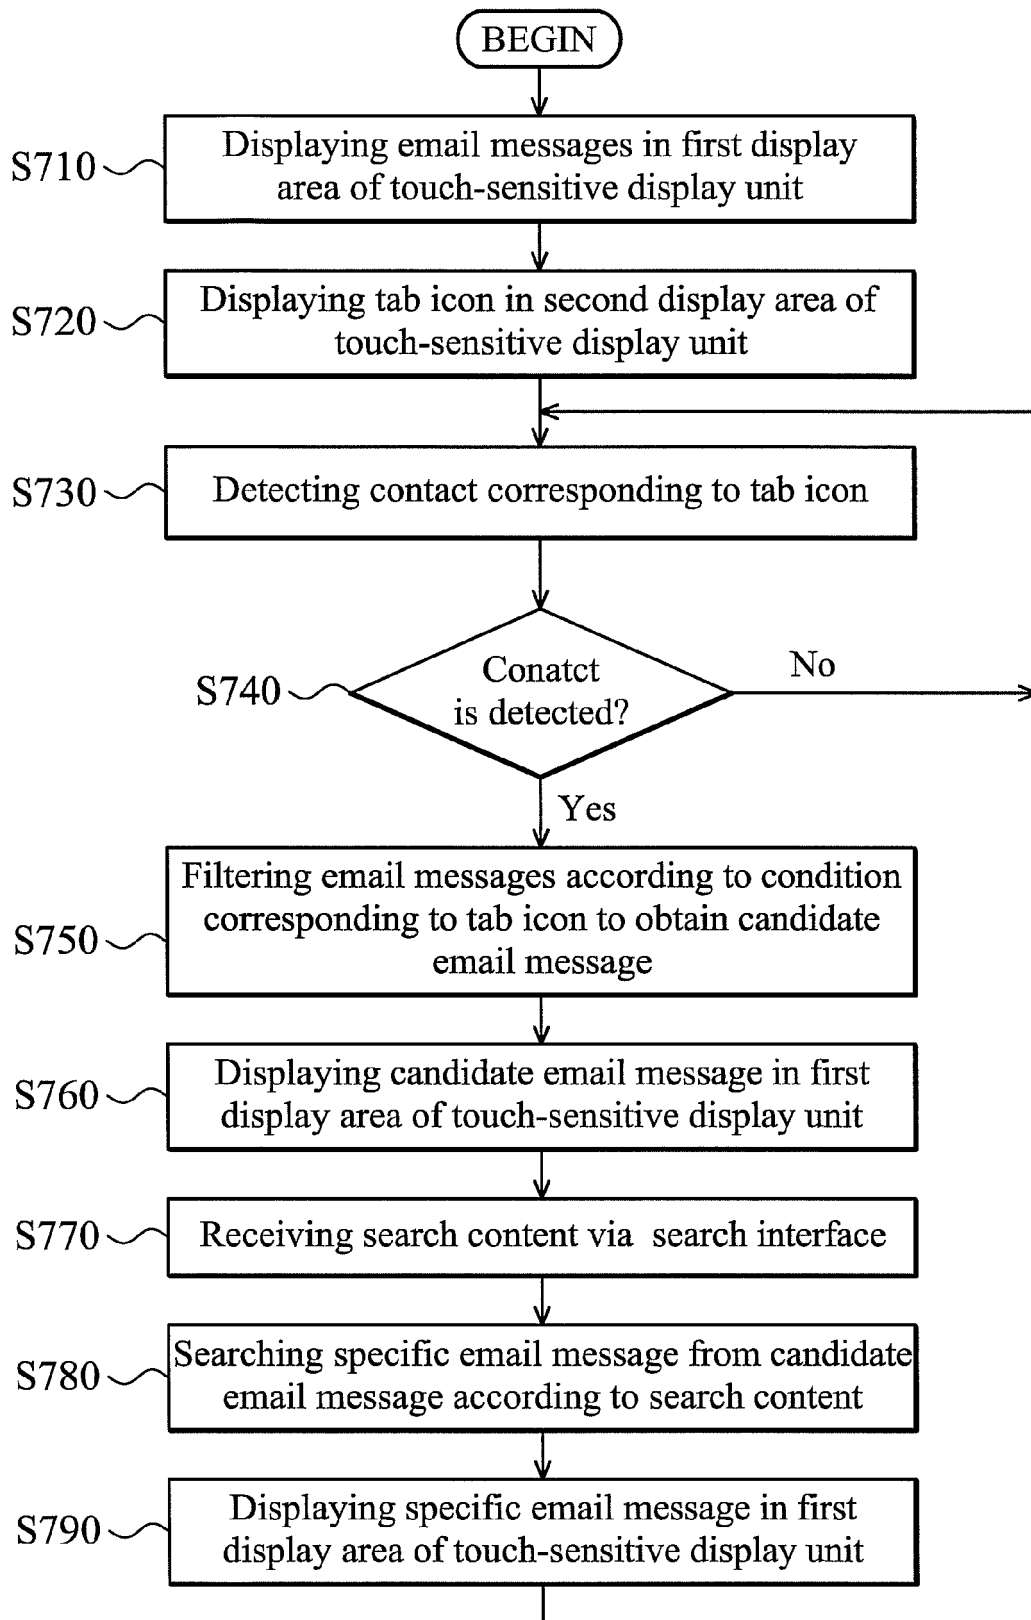 BEGIN
S710
Displaying email messages in first display
area of touch-sensitive display unit
S720
Displaying tab icon in second display area of
touch-sensitive display unit
S730
Detecting contact corresponding to tab icon
S740
Conatct
is detected?
No
Yes
S750
Filtering email messages according to condition
corresponding to tab icon to obtain candidate
email message
S760
Displaying candidate email message in first
display area of touch-sensitive display unit
S770
Receiving search content via search interface
S780
Searching specific email message from candidate
email message according to search content
S790
Displaying specific email message in first
display area of touch-sensitive display unit